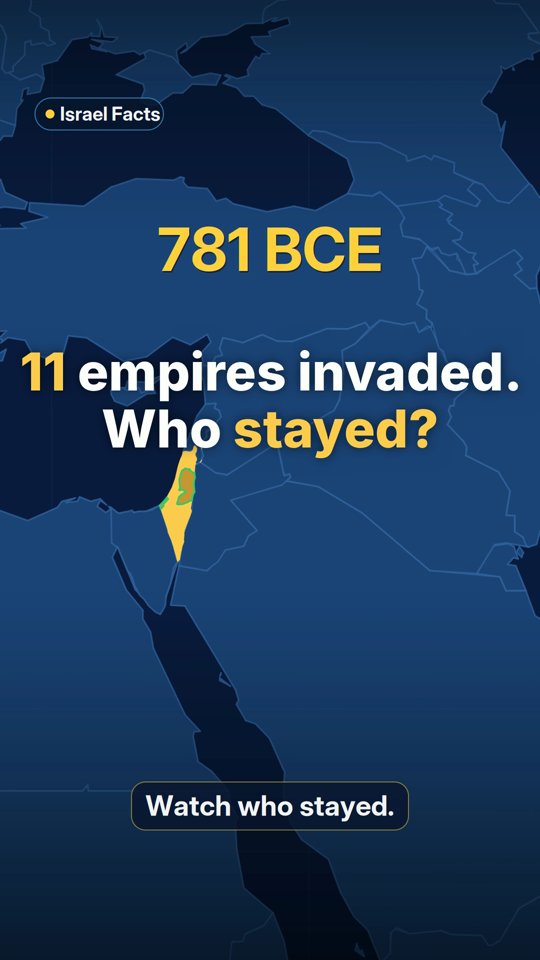 Israel Facts
781 BCE
11 empires invaded.
Who stayed?
Watch who stayed.